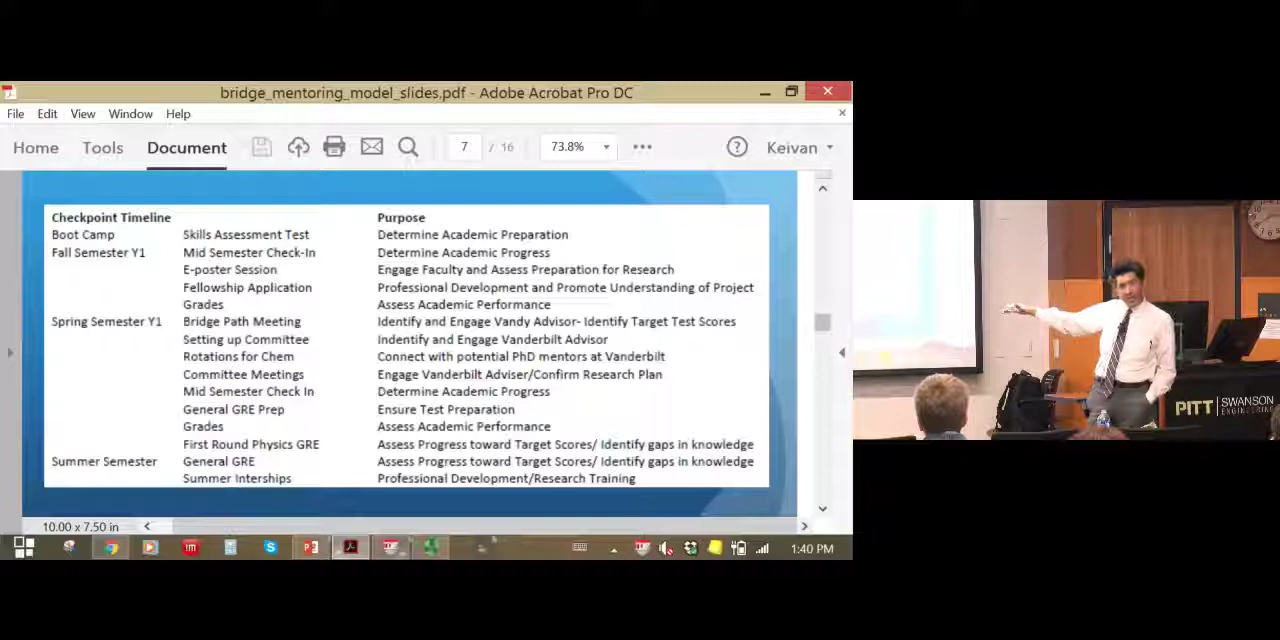 bridge_mentoring_model_slides.pdf - Adobe Acrobat Pro DC
File Edit View Window Help
Home Tools Document 7 / 16 73.8% Keivan
Checkpoint Timeline Purpose
Boot Camp Skills Assessment Test Determine Academic Preparation
Fall Semester Y1 Mid Semester Check-In Determine Academic Progress
E-poster Session Engage Faculty and Assess Preparation for Research
Fellowship Application Professional Development and Promote Understanding of Project
Grades Assess Academic Performance
Spring Semester Y1 Bridge Path Meeting Identify and Engage Vandy Advisor- Identify Target Test Scores
Setting up Committee Indentify and Engage Vanderbilt Advisor
Rotations for Chem Connect with potential PhD mentors at Vanderbilt
Committee Meetings Engage Vanderbilt Adviser/Confirm Research Plan
Mid Semester Check In Determine Academic Progress
General GRE Prep Ensure Test Preparation
Grades Assess Academic Performance
First Round Physics GRE Assess Progress toward Target Scores/ Identify gaps in knowledge
Summer Semester General GRE Assess Progress toward Target Scores/ Identify gaps in knowledge
Summer Interships Professional Development/Research Training
10.00 x 7.50 in
1:40 PM
PITT SWANSON
ENGINEERING